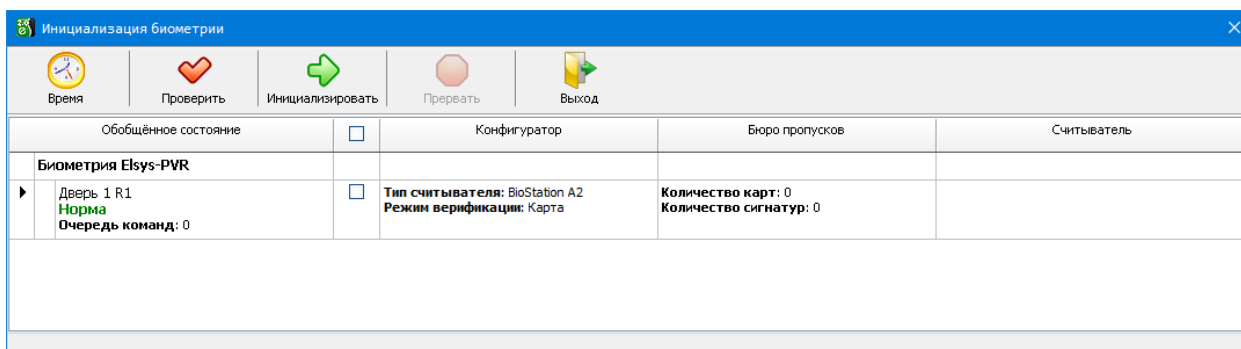 Инициализация биометрии
Время Проверить Инициализировать Прервать Выход
Обобщённое состояние Конфигуратор Бюро пропусков Считыватель
Биометрия Elsys-PVR
Дверь 1 R1 Тип считывателя: BioStation A2 Количество карт: 0
Норма Режим верификации: Карта Количество сигнатур: 0
Очередь команд: 0